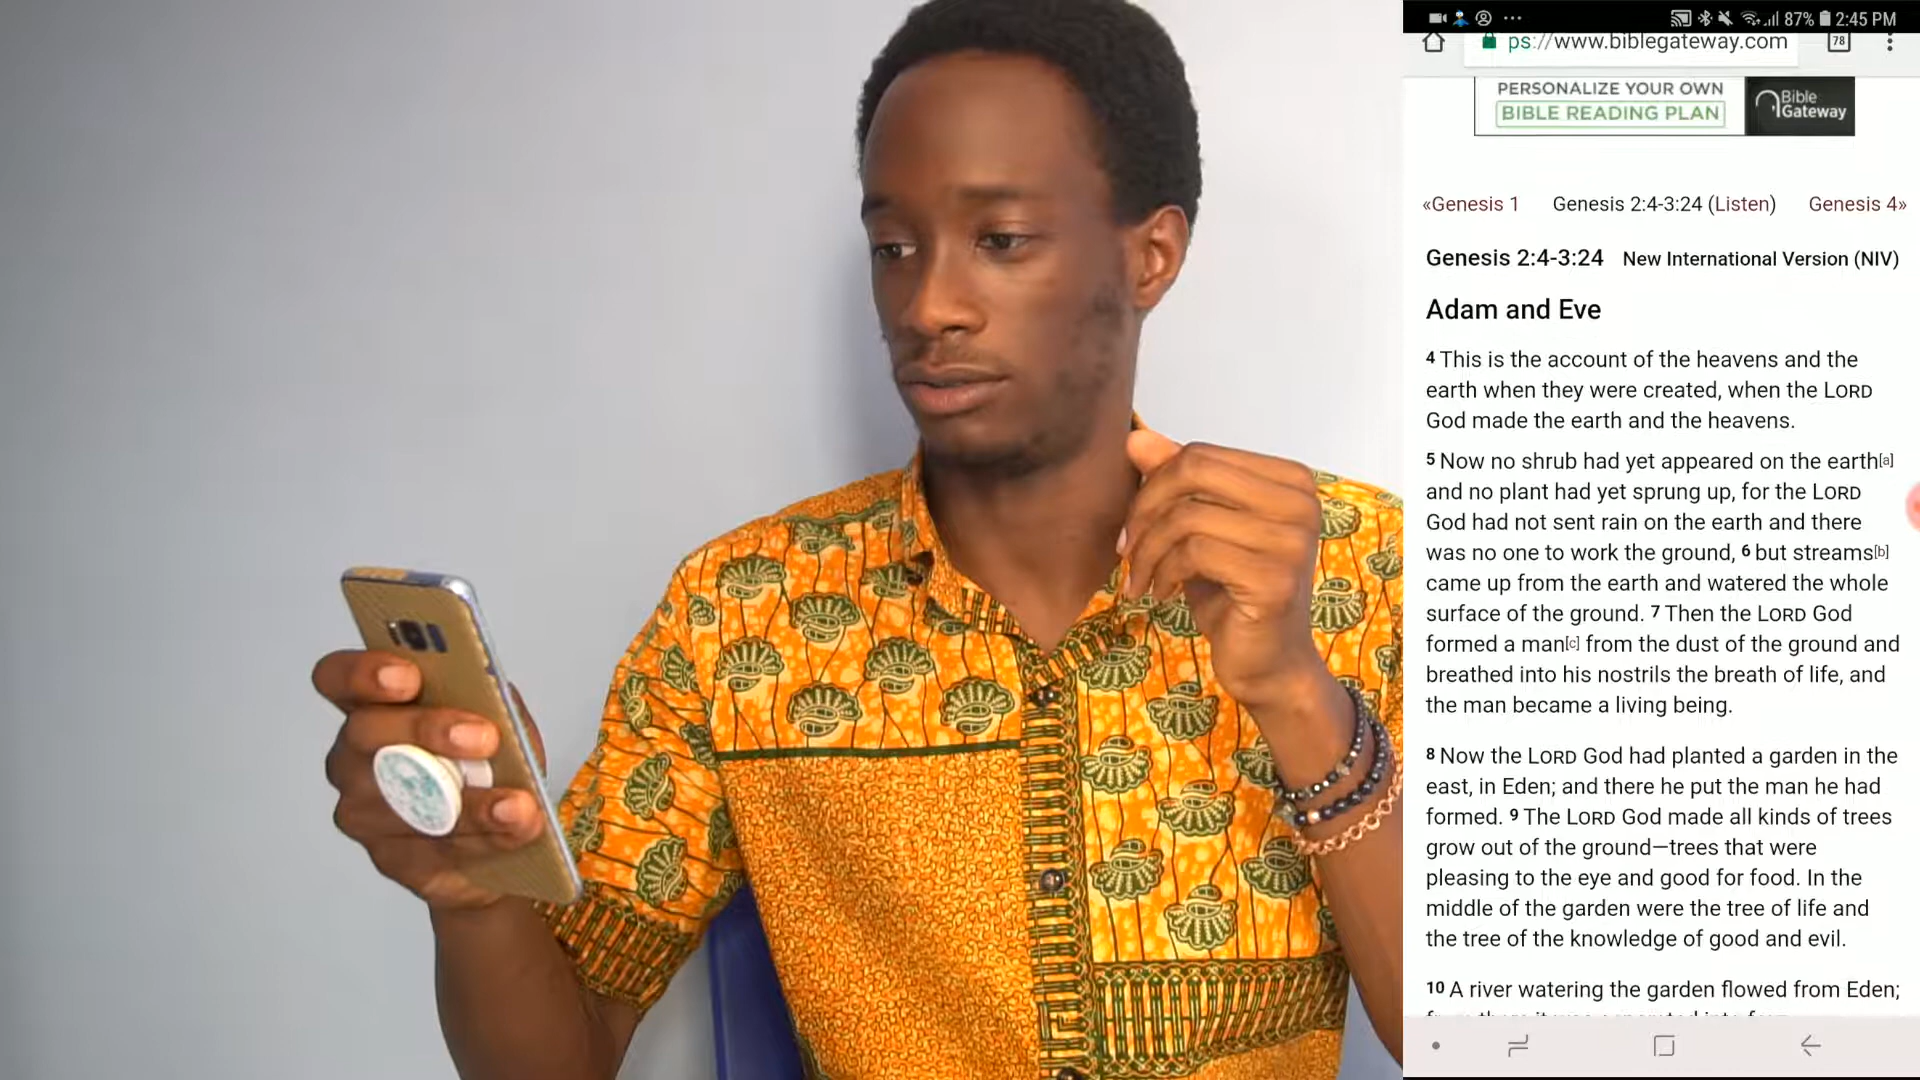 87% 2:45 PM
ps://www.biblegateway.com 78
PERSONALIZE YOUR OWN
BIBLE READING PLAN
Bible
Gateway
«Genesis 1 Genesis 2:4-3:24 (Listen) Genesis 4»
Genesis 2:4-3:24 New International Version (NIV)
Adam and Eve
4 This is the account of the heavens and the
earth when they were created, when the LORD
God made the earth and the heavens.
5 Now no shrub had yet appeared on the earth[a]
and no plant had yet sprung up, for the LORD
God had not sent rain on the earth and there
was no one to work the ground, 6 but streams[b]
came up from the earth and watered the whole
surface of the ground. 7 Then the LORD God
formed a man[c] from the dust of the ground and
breathed into his nostrils the breath of life, and
the man became a living being.
8 Now the LORD God had planted a garden in the
east, in Eden; and there he put the man he had
formed. 9 The LORD God made all kinds of trees
grow out of the ground—trees that were
pleasing to the eye and good for food. In the
middle of the garden were the tree of life and
the tree of the knowledge of good and evil.
10 A river watering the garden flowed from Eden;